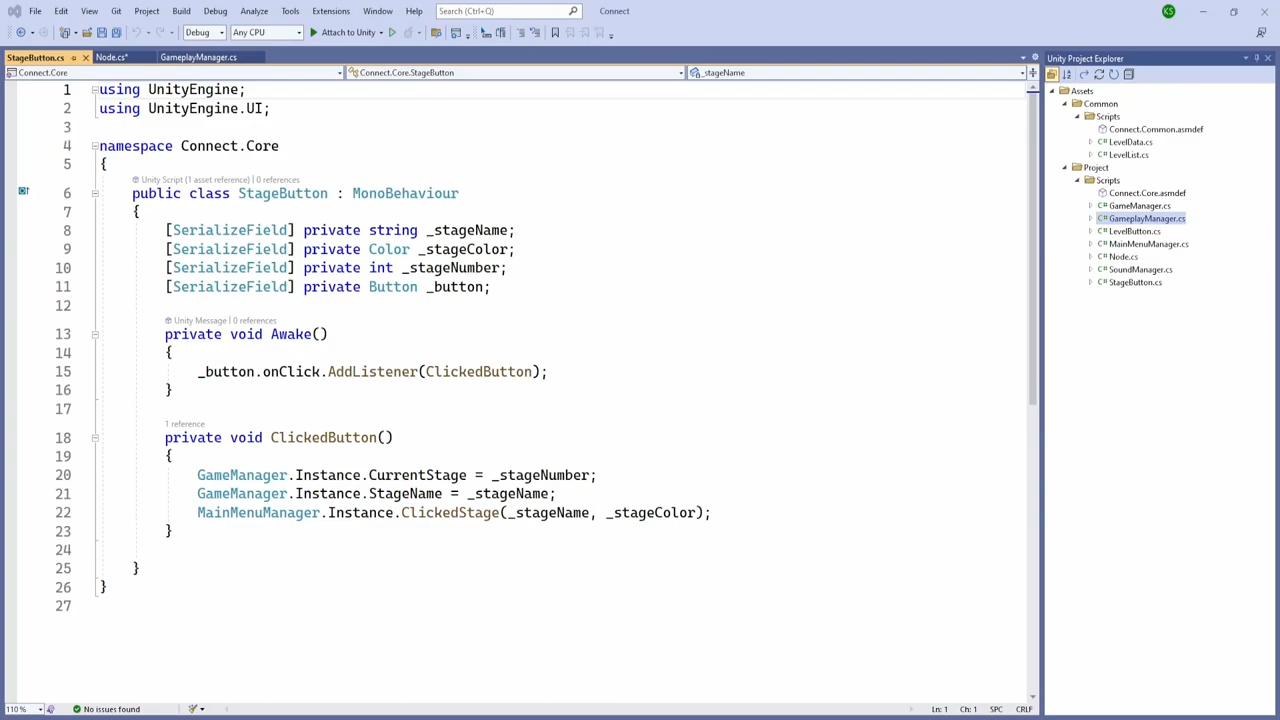 File Edit View Git Project Build Debug Analyze Tools Extensions Window Help Search (Ctrl+Q) Connect KS
Debug Any CPU Attach to Unity
StageButton.cs Node.cs* GameplayManager.cs
Connect.Core Connect.Core.StageButton _stageName
1 using UnityEngine;
2 using UnityEngine.UI;
3
4 namespace Connect.Core
5 {
Unity Script (1 asset reference) | 0 references
6 public class StageButton : MonoBehaviour
7 {
8 [SerializeField] private string _stageName;
9 [SerializeField] private Color _stageColor;
10 [SerializeField] private int _stageNumber;
11 [SerializeField] private Button _button;
12
Unity Message | 0 references
13 private void Awake()
14 {
15 _button.onClick.AddListener(ClickedButton);
16 }
17
1 reference
18 private void ClickedButton()
19 {
20 GameManager.Instance.CurrentStage = _stageNumber;
21 GameManager.Instance.StageName = _stageName;
22 MainMenuManager.Instance.ClickedStage(_stageName, _stageColor);
23 }
24
25 }
26 }
27
110 % No issues found Ln: 1 Ch: 1 SPC CRLF
Unity Project Explorer
Assets
Common
Scripts
Connect.Common.asmdef
C# LevelData.cs
C# LevelList.cs
Project
Scripts
Connect.Core.asmdef
C# GameManager.cs
C# GameplayManager.cs
C# LevelButton.cs
C# MainMenuManager.cs
C# Node.cs
C# SoundManager.cs
C# StageButton.cs